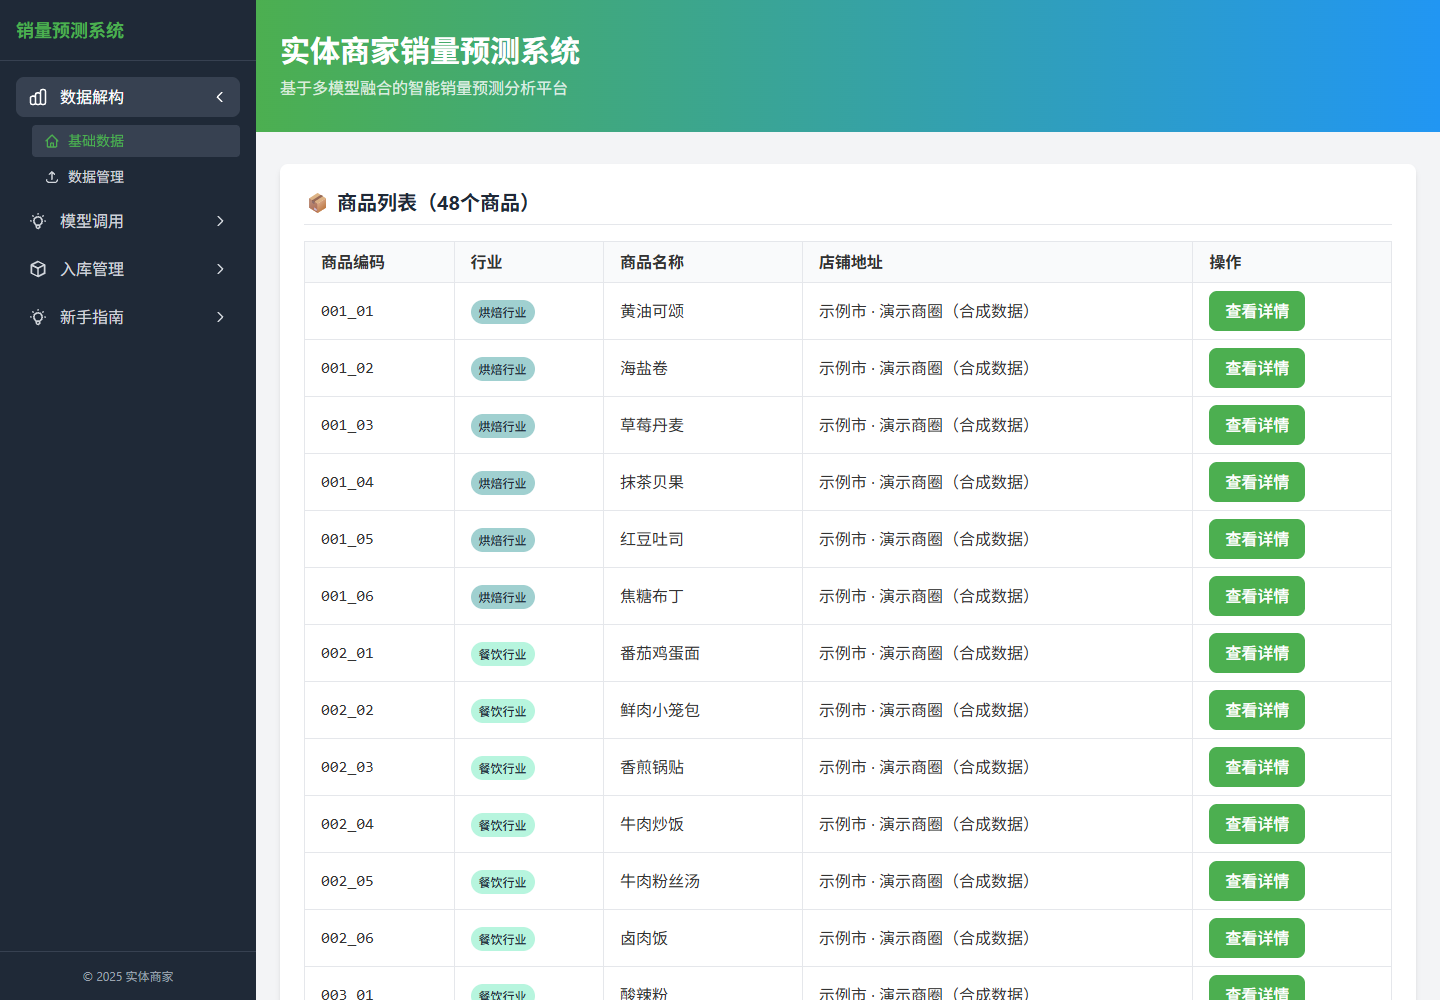 销量预测系统
数据解构
基础数据
数据管理
模型调用
入库管理
新手指南
© 2025 实体商家
实体商家销量预测系统
基于多模型融合的智能销量预测分析平台
商品列表（48个商品）
商品编码 行业 商品名称 店铺地址 操作
001_01 烘焙行业 黄油可颂 示例市 · 演示商圈（合成数据） 查看详情
001_02 烘焙行业 海盐卷 示例市 · 演示商圈（合成数据） 查看详情
001_03 烘焙行业 草莓丹麦 示例市 · 演示商圈（合成数据） 查看详情
001_04 烘焙行业 抹茶贝果 示例市 · 演示商圈（合成数据） 查看详情
001_05 烘焙行业 红豆吐司 示例市 · 演示商圈（合成数据） 查看详情
001_06 烘焙行业 焦糖布丁 示例市 · 演示商圈（合成数据） 查看详情
002_01 餐饮行业 番茄鸡蛋面 示例市 · 演示商圈（合成数据） 查看详情
002_02 餐饮行业 鲜肉小笼包 示例市 · 演示商圈（合成数据） 查看详情
002_03 餐饮行业 香煎锅贴 示例市 · 演示商圈（合成数据） 查看详情
002_04 餐饮行业 牛肉炒饭 示例市 · 演示商圈（合成数据） 查看详情
002_05 餐饮行业 牛肉粉丝汤 示例市 · 演示商圈（合成数据） 查看详情
002_06 餐饮行业 卤肉饭 示例市 · 演示商圈（合成数据） 查看详情
003_01 餐饮行业 酸辣粉 示例市 · 演示商圈（合成数据） 查看详情